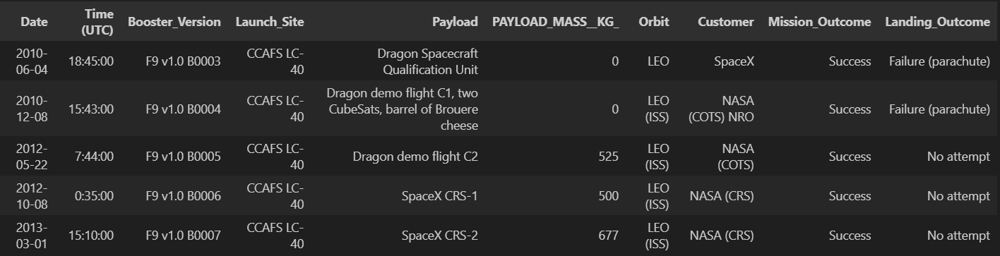 Date Time (UTC) Booster_Version Launch_Site Payload PAYLOAD_MASS__KG_ Orbit Customer Mission_Outcome Landing_Outcome
2010-06-04 18:45:00 F9 v1.0 B0003 CCAFS LC-40 Dragon Spacecraft Qualification Unit 0 LEO SpaceX Success Failure (parachute)
2010-12-08 15:43:00 F9 v1.0 B0004 CCAFS LC-40 Dragon demo flight C1, two CubeSats, barrel of Brouere cheese 0 LEO (ISS) NASA (COTS) NRO Success Failure (parachute)
2012-05-22 7:44:00 F9 v1.0 B0005 CCAFS LC-40 Dragon demo flight C2 525 LEO (ISS) NASA (COTS) Success No attempt
2012-10-08 0:35:00 F9 v1.0 B0006 CCAFS LC-40 SpaceX CRS-1 500 LEO (ISS) NASA (CRS) Success No attempt
2013-03-01 15:10:00 F9 v1.0 B0007 CCAFS LC-40 SpaceX CRS-2 677 LEO (ISS) NASA (CRS) Success No attempt